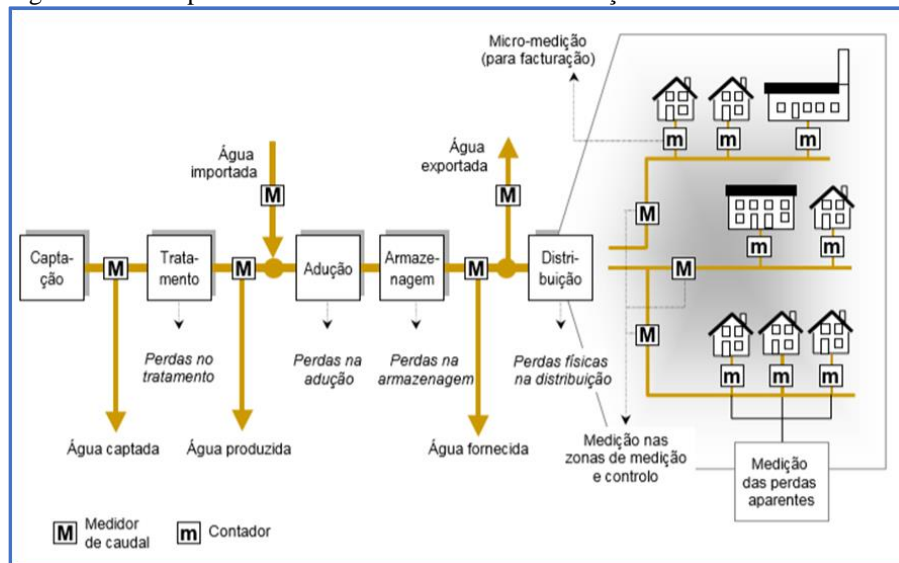 Micro-medição
(para facturação)
m
m
m
Água
importada
Água
exportada
M
M
M
m
m
Capta-
ção
M
Trata-
mento
M
Adução
Armaze-
nagem
M
Distri-
buição
M
M
Perdas no
tratamento
Perdas na
adução
Perdas na
armazenagem
Perdas físicas
na distribuição
m
m
m
Água captada
Água produzida
Água fornecida
Medição nas
zonas de medição
e controlo
Medição
das perdas
aparentes
M
Medidor
de caudal
m
Contador